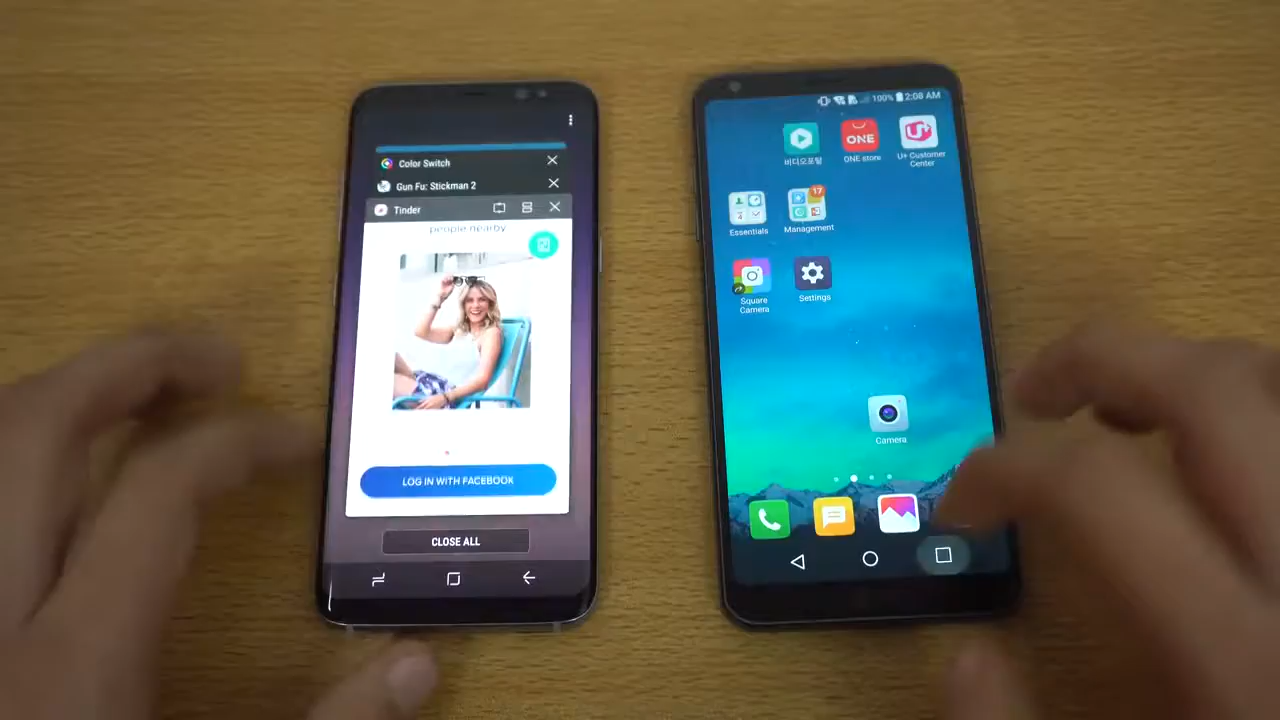 Color Switch
Gun Fu: Stickman 2
Tinder
people nearby
LOG IN WITH FACEBOOK
CLOSE ALL
100% 2:08 AM
비디오포털
ONE
ONE store
U+ Customer
Center
Essentials
17
Management
Square
Camera
Settings
Camera